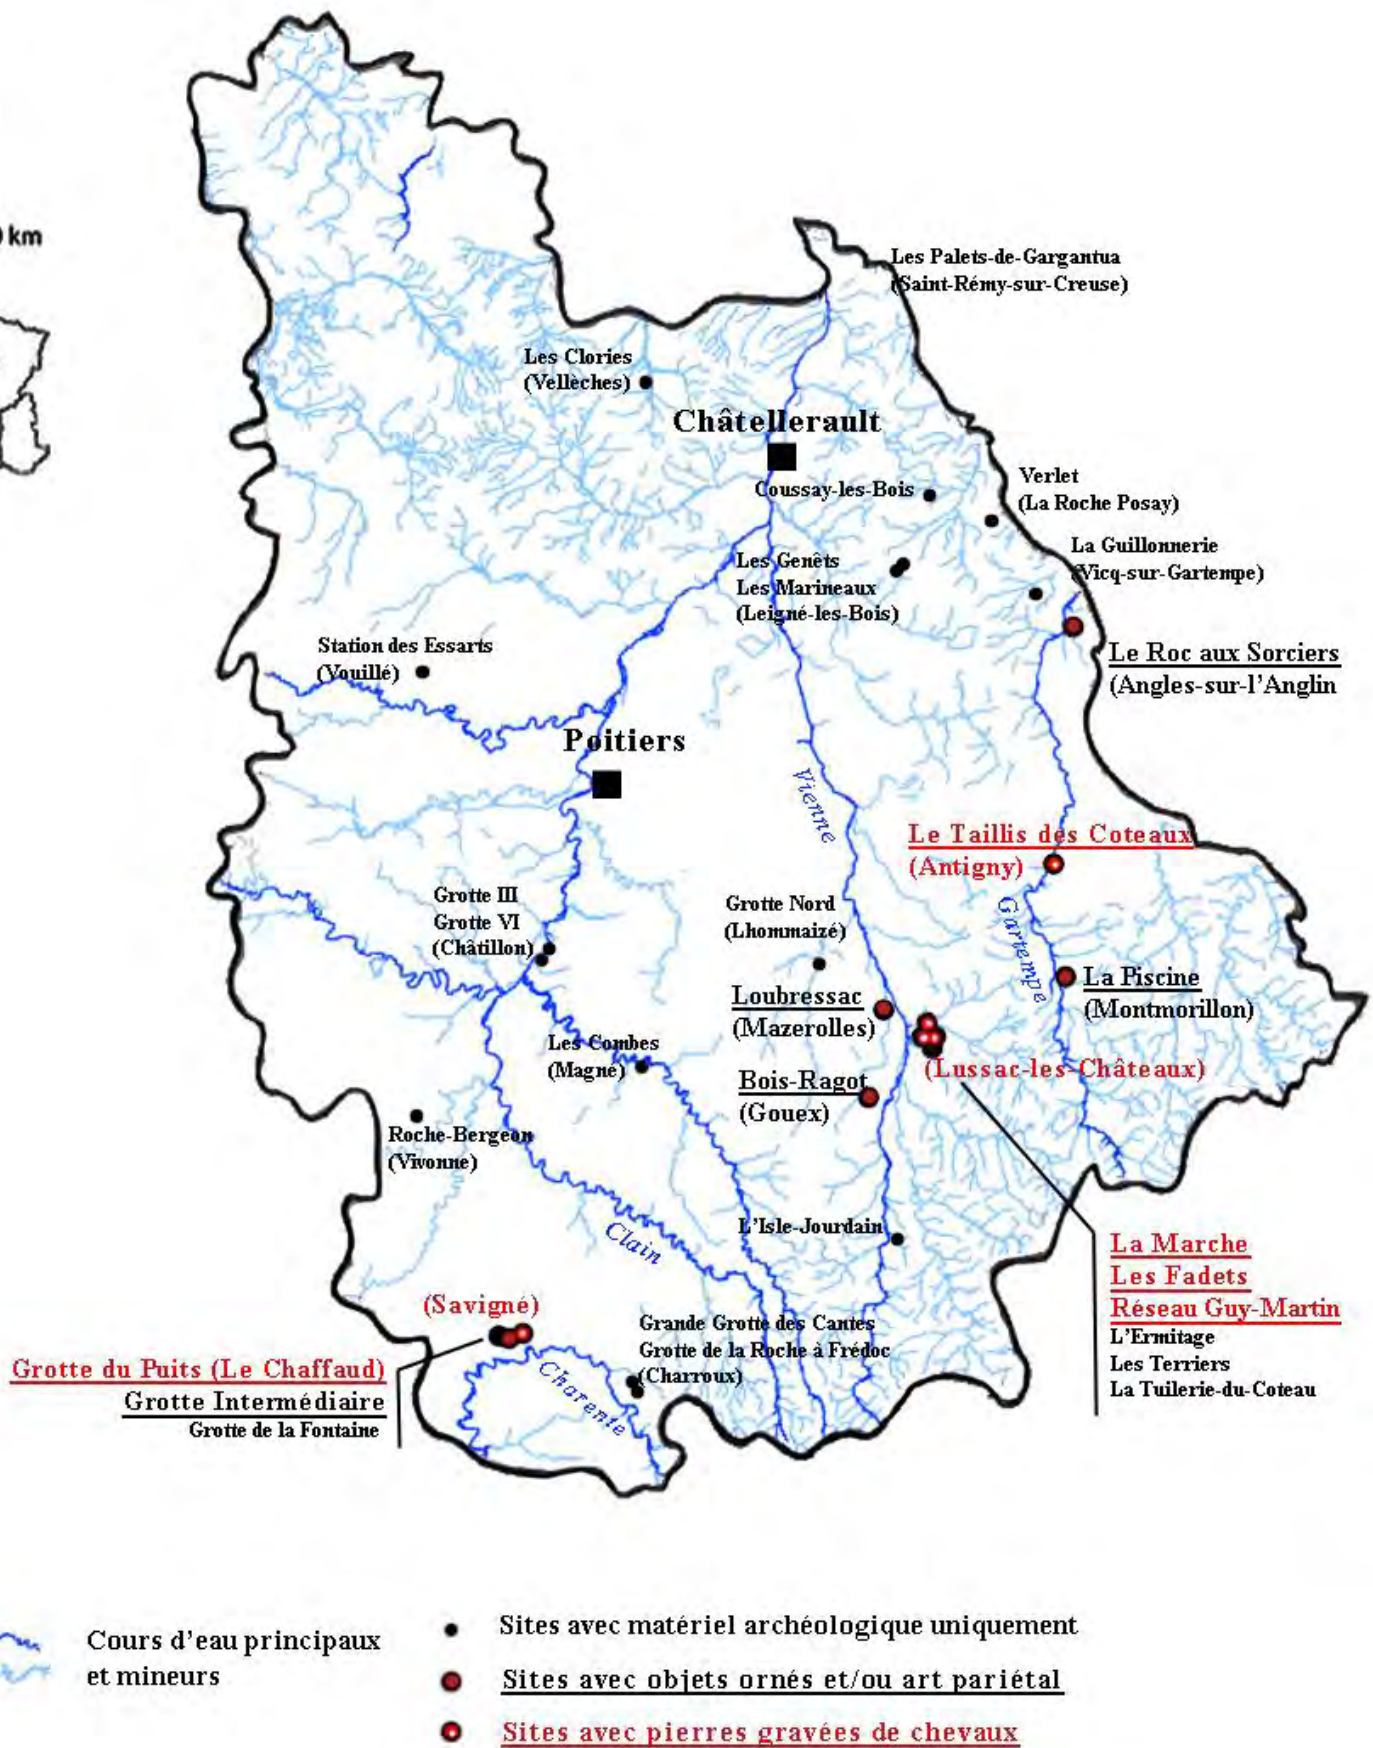 km
Les Palets-de-Gargantua
(Saint-Rémy-sur-Creuse)
Les Clories
(Vellèches)
Châtellerault
Coussay-les-Bois
Verlet
(La Roche Posay)
La Guillonnerie
(Vicq-sur-Gartempe)
Les Genêts
Les Marineaux
(Leigné-les-Bois)
Station des Essarts
(Vouillé)
Le Roc aux Sorciers
(Angles-sur-l'Anglin
Poitiers
Vienne
Le Taillis des Coteaux
(Antigny)
Grotte III
Grotte VI
(Châtillon)
Grotte Nord
(Lhommaizé)
Gartempe
La Piscine
(Montmorillon)
Loubressac
(Mazerolles)
Les Combes
(Magné)
(Lussac-les-Châteaux)
Bois-Ragot
(Gouex)
Roche-Bergeon
(Vivonne)
L'Isle-Jourdain
Clain
La Marche
Les Fadets
Réseau Guy-Martin
L'Ermitage
Les Terriers
La Tuilerie-du-Coteau
(Savigné)
Grande Grotte des Cantes
Grotte de la Roche à Frédoc
(Charroux)
Grotte du Puits (Le Chaffaud)
Grotte Intermédiaire
Grotte de la Fontaine
Charente
Cours d'eau principaux
et mineurs
Sites avec matériel archéologique uniquement
Sites avec objets ornés et/ou art pariétal
Sites avec pierres gravées de chevaux